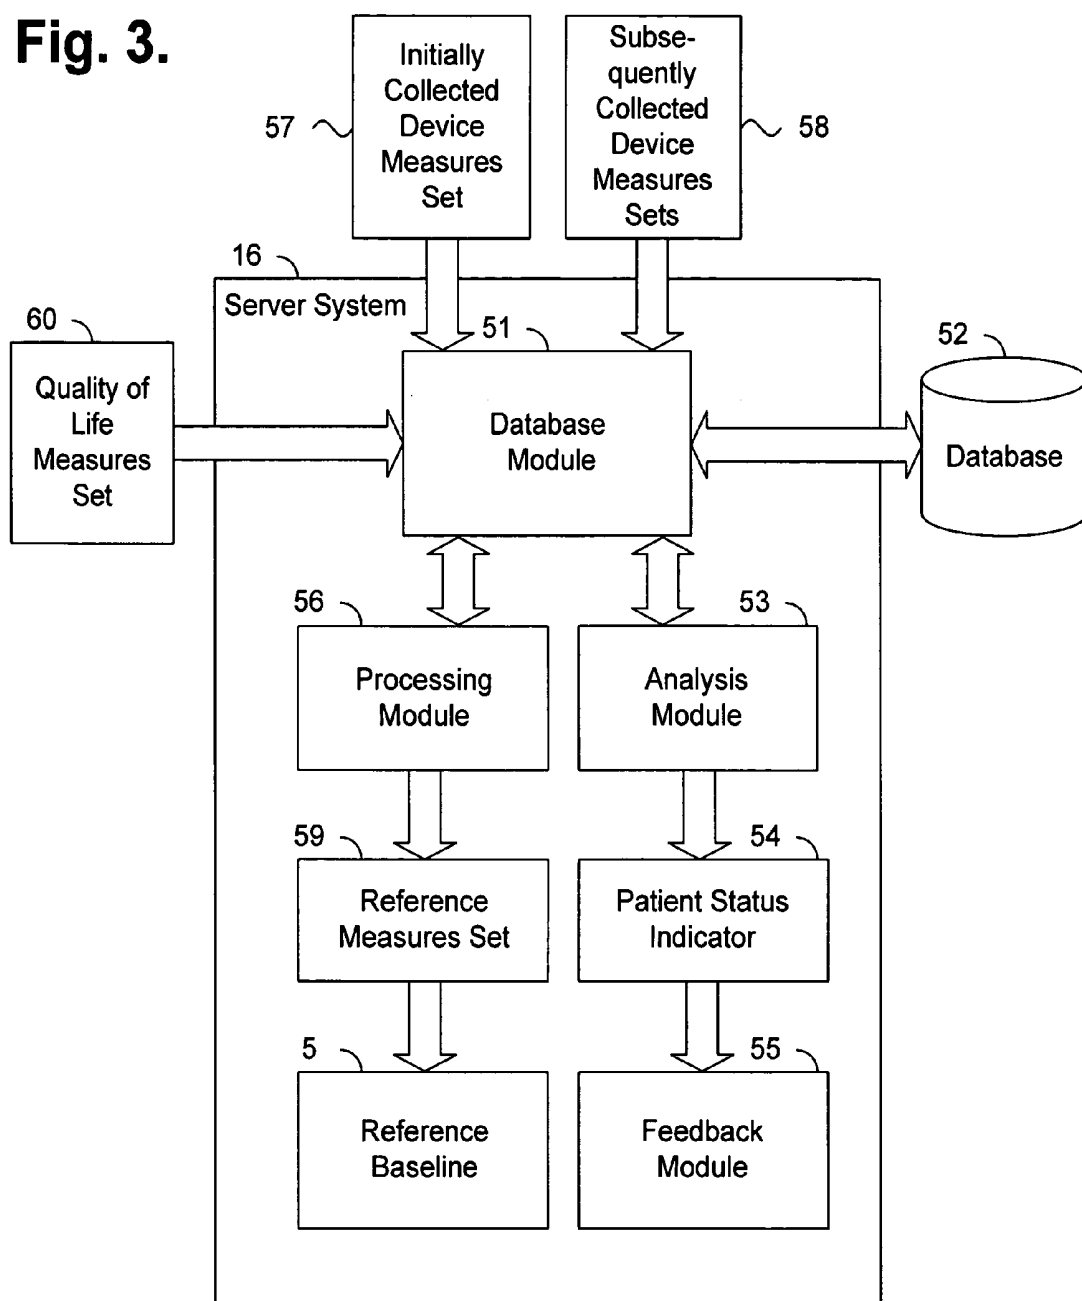 Fig. 3.
Initially
Collected
Device
Measures
Set
57
Subse-
quently
Collected
Device
Measures
Sets
58
16
Server System
60
Quality of
Life
Measures
Set
51
Database
Module
52
Database
56
Processing
Module
53
Analysis
Module
59
Reference
Measures Set
54
Patient Status
Indicator
5
Reference
Baseline
55
Feedback
Module